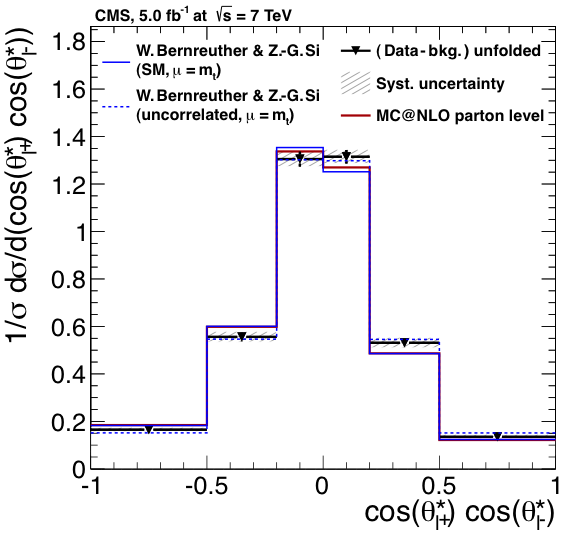 CMS, 5.0 fb⁻¹ at √s = 7 TeV
W. Bernreuther & Z.-G. Si
(SM, μ = mₜ)
W. Bernreuther & Z.-G. Si
(uncorrelated, μ = mₜ)
(Data-bkg.) unfolded
Syst. uncertainty
MC@NLO parton level
1/σ dσ/d(cos(θ*l+) cos(θ*l-))
1.8
1.6
1.4
1.2
1
0.8
0.6
0.4
0.2
0
-1
-0.5
0
0.5
1
cos(θ*l+) cos(θ*l-)